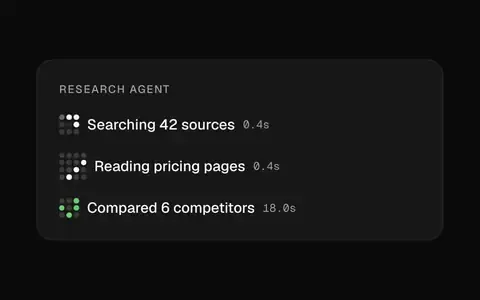 RESEARCH AGENT
Searching 42 sources 0.4s
Reading pricing pages 0.4s
Compared 6 competitors 18.0s